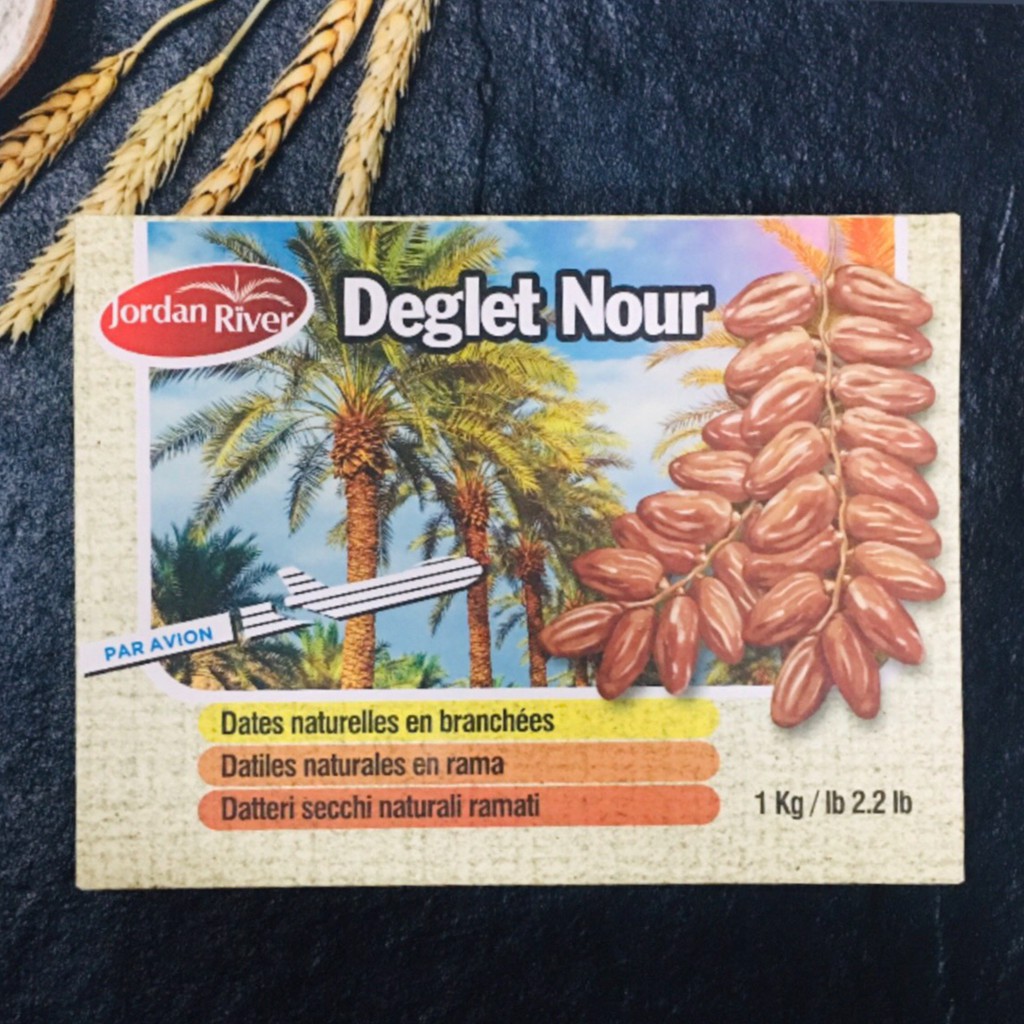 Jordan River
Deglet Nour
PAR AVION
Dates naturelles en branchées
Datiles naturales en rama
Datteri secchi naturali ramati
1 Kg / lb 2.2 lb